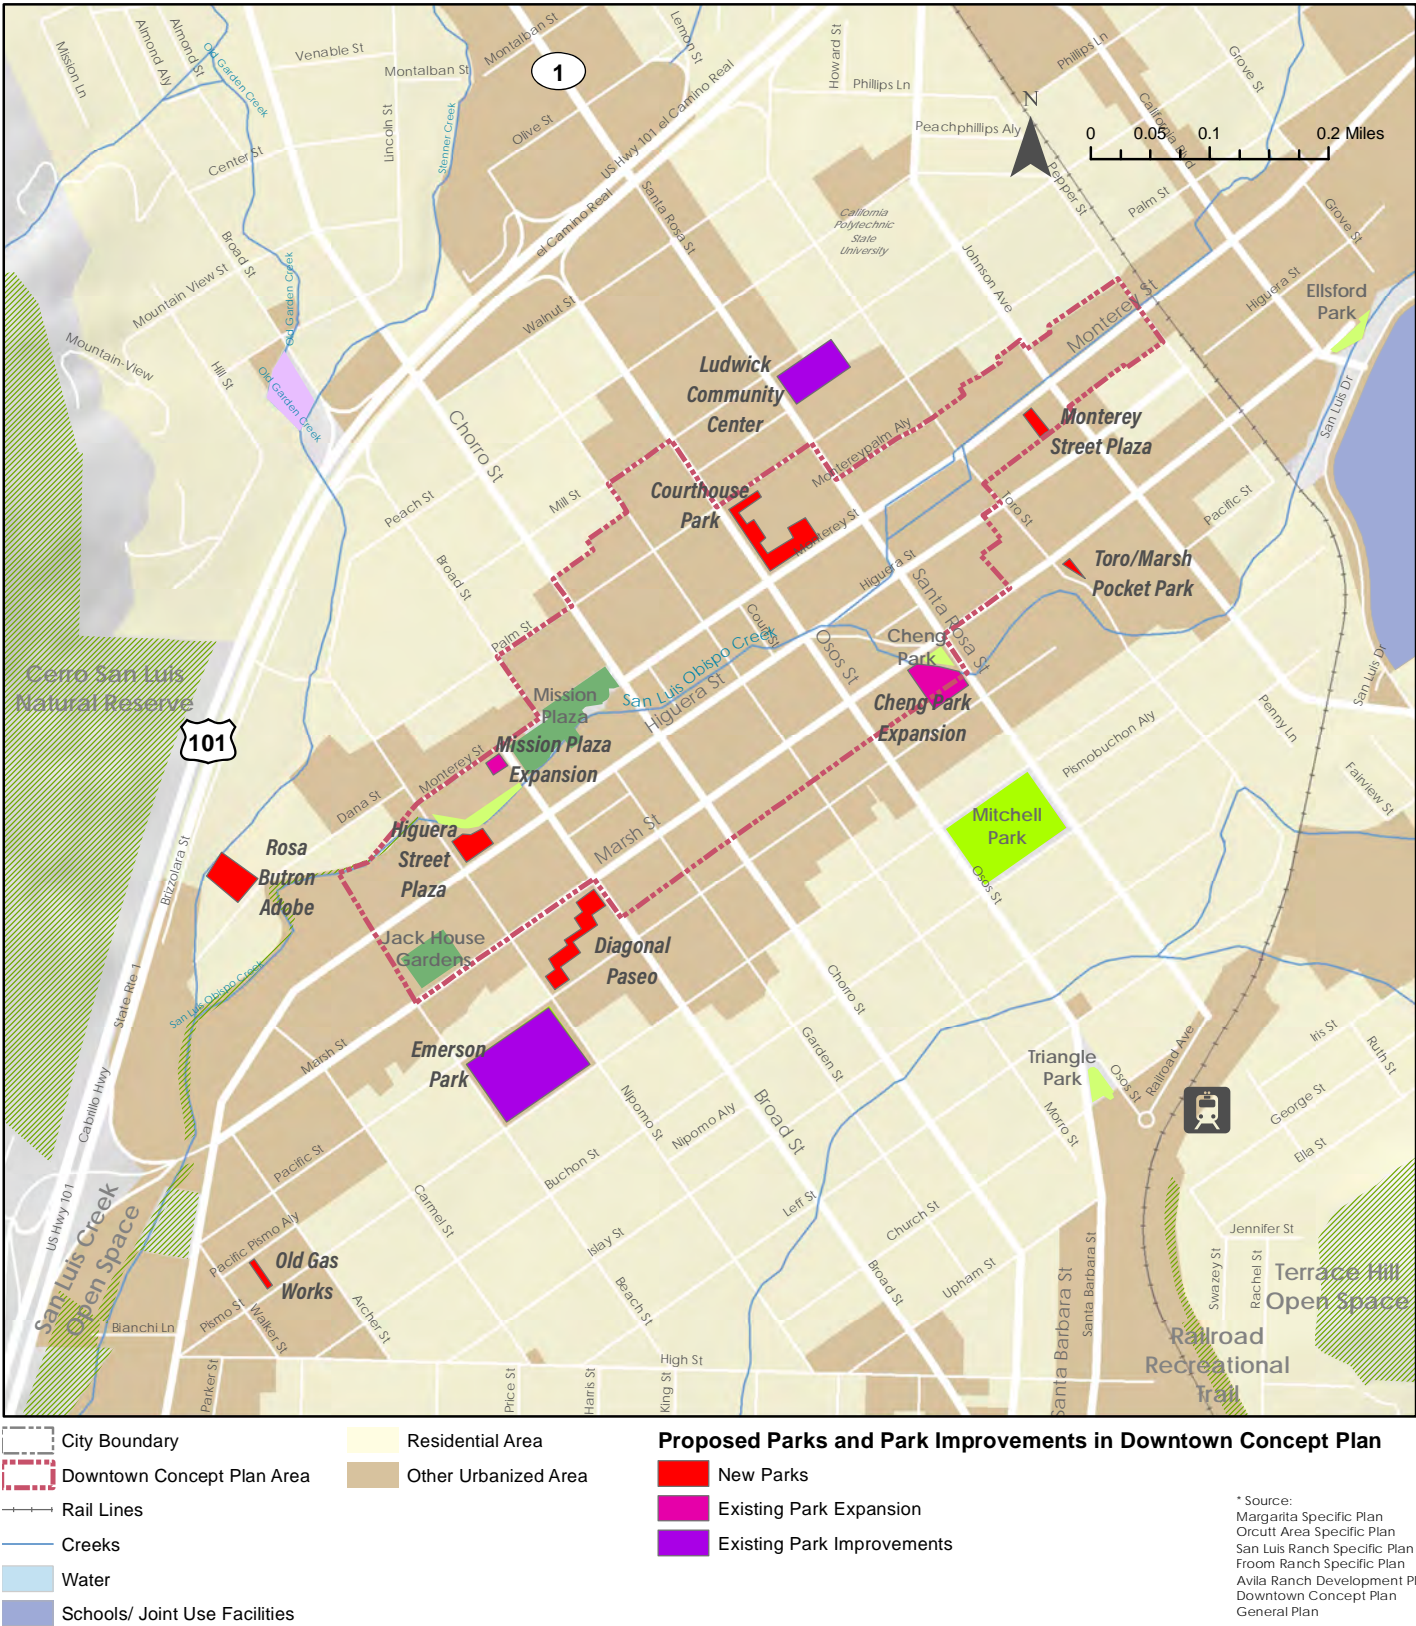 Mission Ln
Almond Aly
Almond St
Old Garden Creek
Venable St
Montalban St
Montalban St
1
Lemon St
Howard St
Phillips Ln
Phillips Ln
Grove St
N
0
0.05
0.1
0.2 Miles
Peachphillips Aly
California Blvd
Lincoln St
Stenner Creek
Olive St
US Hwy 101 el Camino Real
Center St
Santa Rosa St
California
Polytechnic
State
University
Pepper St
Palm St
Grove St
el Camino Real
Johnson Ave
Broad St
Old Garden Creek
Mountain View St
Walnut St
Monterey St
Higuera St
Ellsford
Park
Mountain-View
Hill St
Old Garden Creek
Ludwick
Community
Center
San Luis Dr
Chorro St
Montereypalm Aly
Monterey
Street Plaza
Peach St
Mill St
Courthouse
Park
Monterey St
Toro St
Pacific St
Broad St
Higuera St
Toro/Marsh
Pocket Park
Palm St
Court St
Santa Rosa St
Osos St
Cheng
Park
San Luis Obispo Creek
Cerro San Luis
Natural Reserve
101
Mission
Plaza
Higuera St
Cheng Park
Expansion
San Luis Dr
Penny Ln
Pismobuchon Aly
Fairview St
Monterey St
Mission Plaza
Expansion
Dana St
Higuera
Street
Plaza
Marsh St
Mitchell
Park
Osos St
Brizzolara St
Rosa
Butron
Adobe
Jack House
Gardens
Diagonal
Paseo
Chorro St
State Rte 1
San Luis Obispo Creek
Marsh St
Emerson
Park
Garden St
Triangle
Park
Osos St
Railroad Ave
Iris St
Ruth St
Cabrillo Hwy
Nipomo St
Nipomo Aly
Broad St
Morro St
George St
Ella St
Pacific St
Buchon St
Carmel St
Leff St
Church St
US Hwy 101
San Luis Creek
Open Space
Pacific Pismo Aly
Islay St
Jennifer St
Old Gas
Works
Beach St
Broad St
Upham St
Santa Barbara St
Santa Barbara St
Swazey St
Rachel St
Terrace Hill
Open Space
Bianchi Ln
Pismo St
Walker St
Archer St
Railroad
Recreational
Trail
Parker St
Price St
Harris St
King St
High St
City Boundary
Downtown Concept Plan Area
Rail Lines
Creeks
Water
Schools/ Joint Use Facilities
Residential Area
Other Urbanized Area
Proposed Parks and Park Improvements in Downtown Concept Plan
New Parks
Existing Park Expansion
Existing Park Improvements
* Source:
Margarita Specific Plan
Orcutt Area Specific Plan
San Luis Ranch Specific Plan
Froom Ranch Specific Plan
Avila Ranch Development Pl
Downtown Concept Plan
General Plan